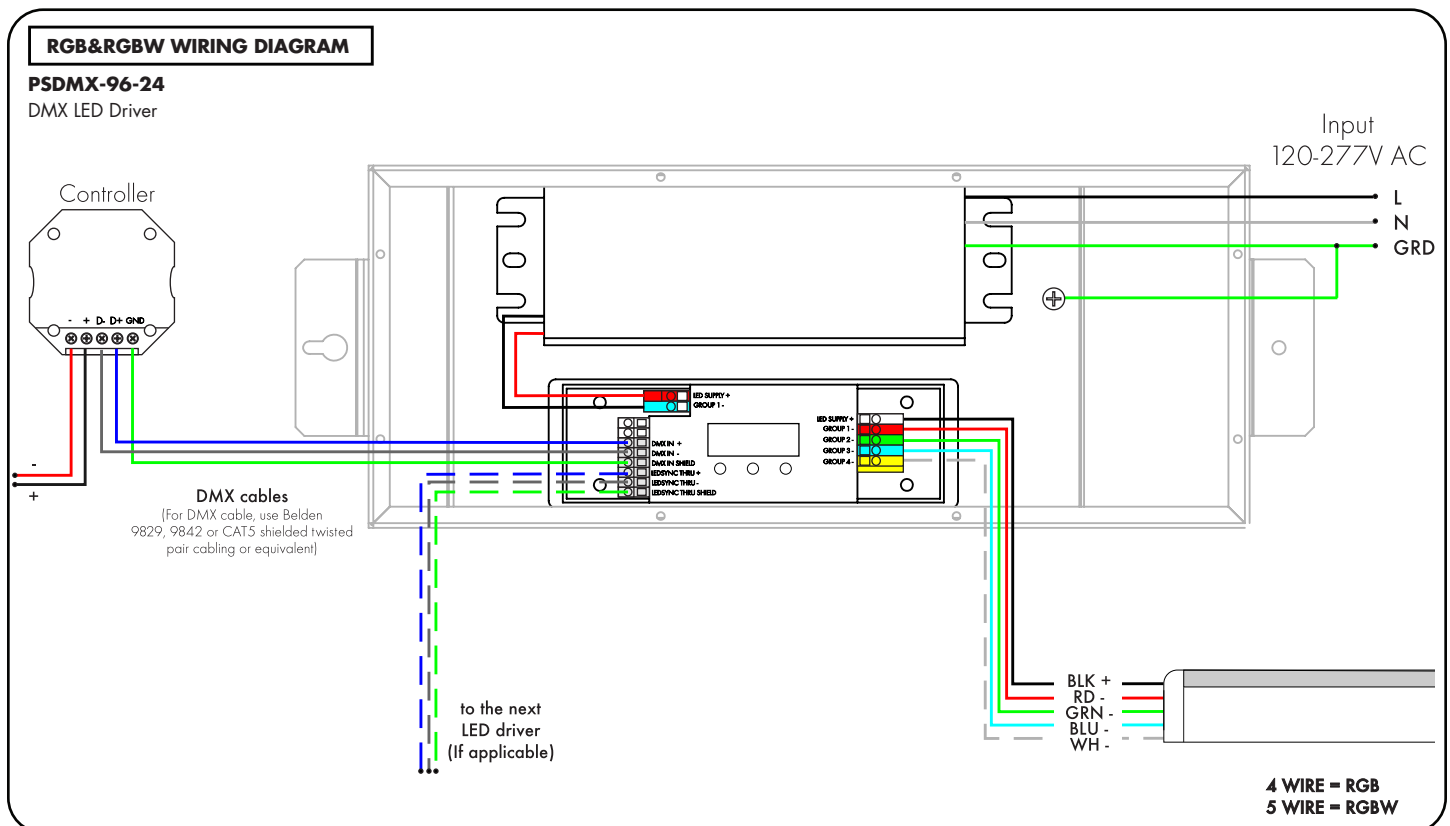 RGB&RGBW WIRING DIAGRAM
PSDMX-96-24
DMX LED Driver
Input
120-277V AC
L
N
GRD
Controller
- + D- D+ GND
-
+
LED SUPPLY +
GROUP 1 -
DMX IN +
DMX IN -
DMX IN SHIELD
LEDSYNC THRU +
LEDSYNC THRU -
LEDSYNC THRU SHIELD
LED SUPPLY +
GROUP 1 -
GROUP 2 -
GROUP 3 -
GROUP 4 -
DMX cables
(For DMX cable, use Belden
9829, 9842 or CAT5 shielded twisted
pair cabling or equivalent)
to the next
LED driver
(If applicable)
BLK +
RD -
GRN -
BLU -
WH -
4 WIRE = RGB
5 WIRE = RGBW